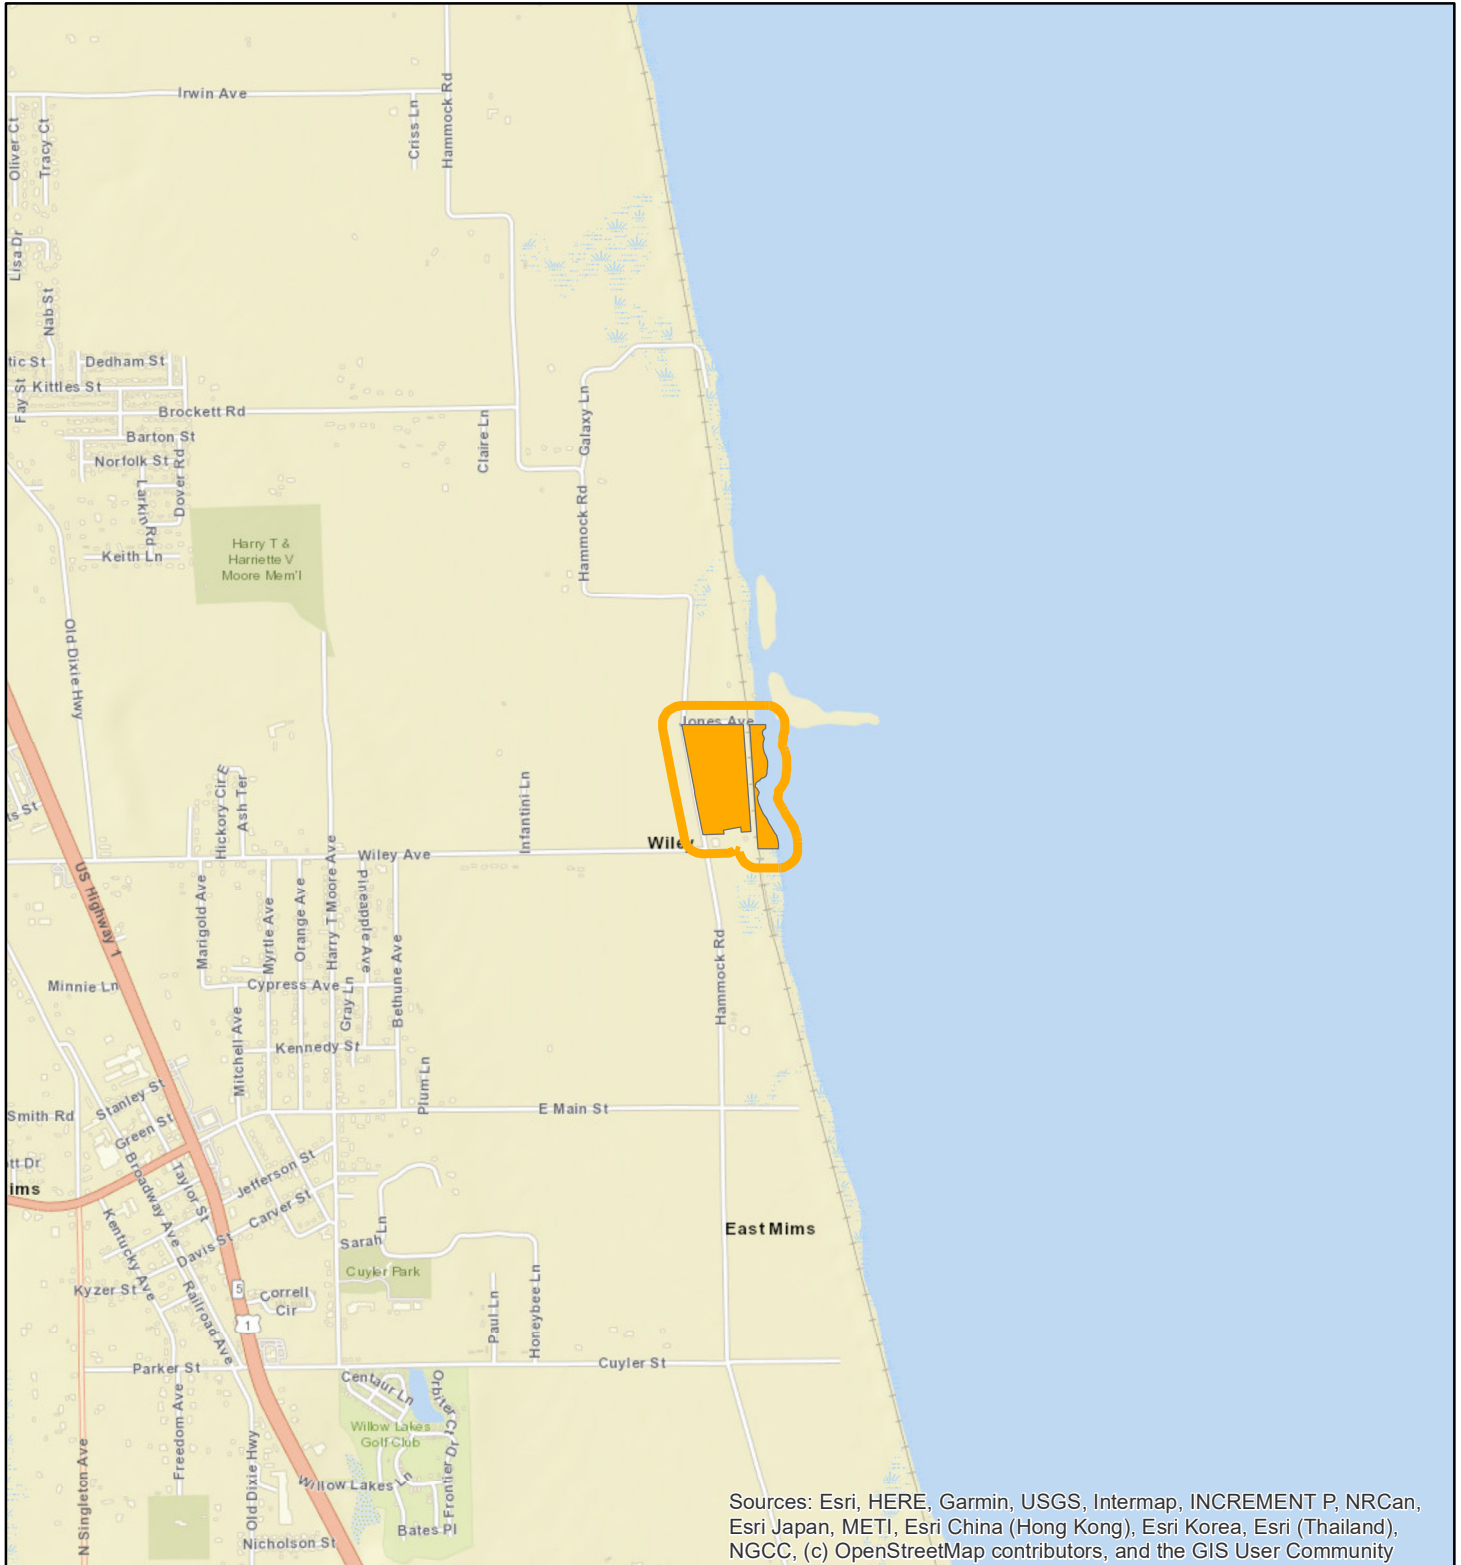 Irwin Ave
Hammock Rd
Criss Ln
Oliver Ct
Tracy Ct
Lisa Dr
Nab St
tic St
Dedham St
Fay St
Kittles St
Brockett Rd
Barton St
Norfolk St
Dover Rd
Larkin Rd
Keith Ln
Claire Ln
Galaxy Ln
Hammock Rd
Harry T &
Harriette V
Moore Mem'l
Old Dixie Hwy
Jones Ave
Hickory Cir E
Ash Ter
Infantini Ln
is St
Wiley
Wiley Ave
US Highway 1
Marigold Ave
Myrtle Ave
Orange Ave
Harry T Moore Ave
Pineapple Ave
Bethune Ave
Hammock Rd
Minnie Ln
Cypress Ave
Gray Ln
Mitchell Ave
Kennedy St
Plum Ln
Stanley St
Smith Rd
Green St
E Main St
tt Dr
ims
Broadway Ave
Taylor St
Jefferson St
Carver St
Kentucky Ave
Davis St
Sarah Ln
East Mims
Cuyler Park
Kyzer St
Railroad Ave
5
Correll
Cir
1
Paul Ln
Honeybee Ln
Parker St
Cuyler St
Centaur Ln
Orbiter Ct
Freedom Ave
Willow Lakes
Golf Club
Frontier Dr
N Singleton Ave
Old Dixie Hwy
Willow Lakes Ln
Bates Pl
Nicholson St
Sources: Esri, HERE, Garmin, USGS, Intermap, INCREMENT P, NRCan,
Esri Japan, METI, Esri China (Hong Kong), Esri Korea, Esri (Thailand),
NGCC, (c) OpenStreetMap contributors, and the GIS User Community